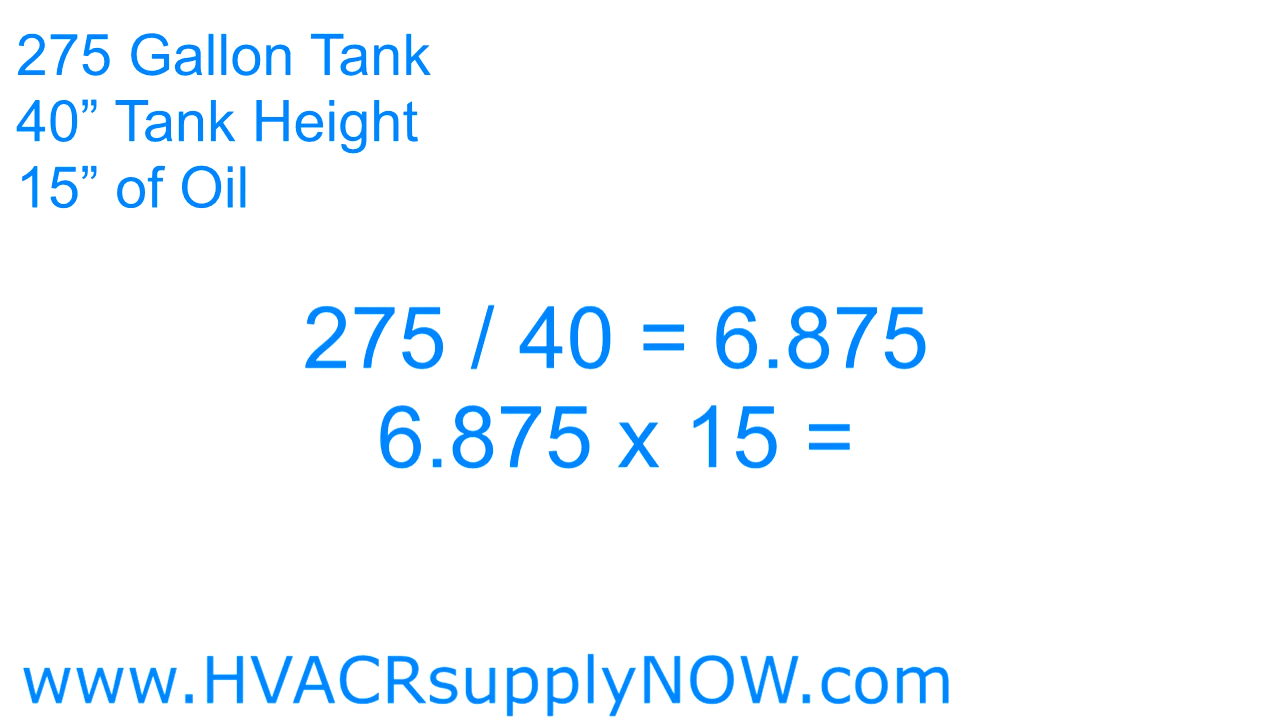 275 Gallon Tank
40” Tank Height
15” of Oil
275 / 40 = 6.875
6.875 x 15 =
www.HVACRsupplyNOW.com